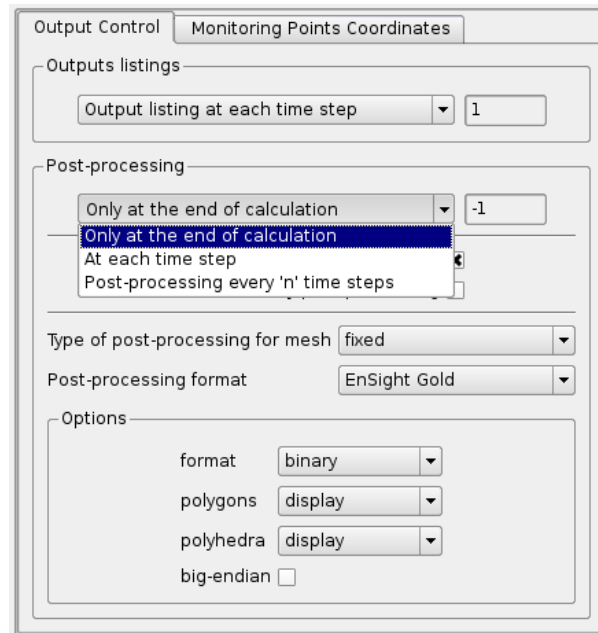 Output Control
Monitoring Points Coordinates
Outputs listings
Output listing at each time step
1
Post-processing
Only at the end of calculation
-1
Only at the end of calculation
At each time step
Post-processing every 'n' time steps
Type of post-processing for mesh fixed
Post-processing format EnSight Gold
Options
format binary
polygons display
polyhedra display
big-endian